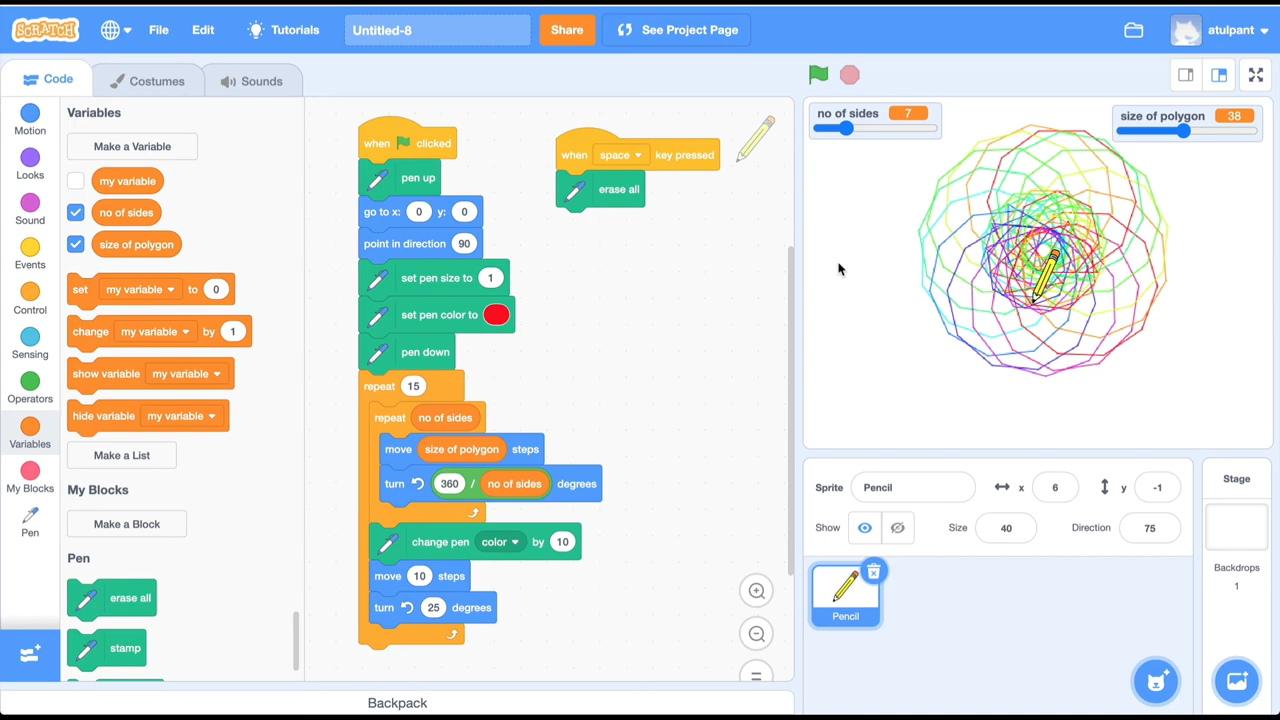 SCRATCH File Edit Tutorials Untitled-8 Share See Project Page atulpant
Code Costumes Sounds
Motion
Looks
Sound
Events
Control
Sensing
Operators
Variables
My Blocks
Pen
Variables
Make a Variable
my variable
no of sides
size of polygon
set my variable to 0
change my variable by 1
show variable my variable
hide variable my variable
Make a List
My Blocks
Make a Block
Pen
erase all
stamp
when clicked
pen up
go to x: 0 y: 0
point in direction 90
set pen size to 1
set pen color to
pen down
repeat 15
repeat no of sides
move size of polygon steps
turn 360 / no of sides degrees
change pen color by 10
move 10 steps
turn 25 degrees
when space key pressed
erase all
no of sides 7
size of polygon 38
Sprite Pencil x 6 y -1
Show Size 40 Direction 75
Pencil
Stage
Backdrops
1
Backpack